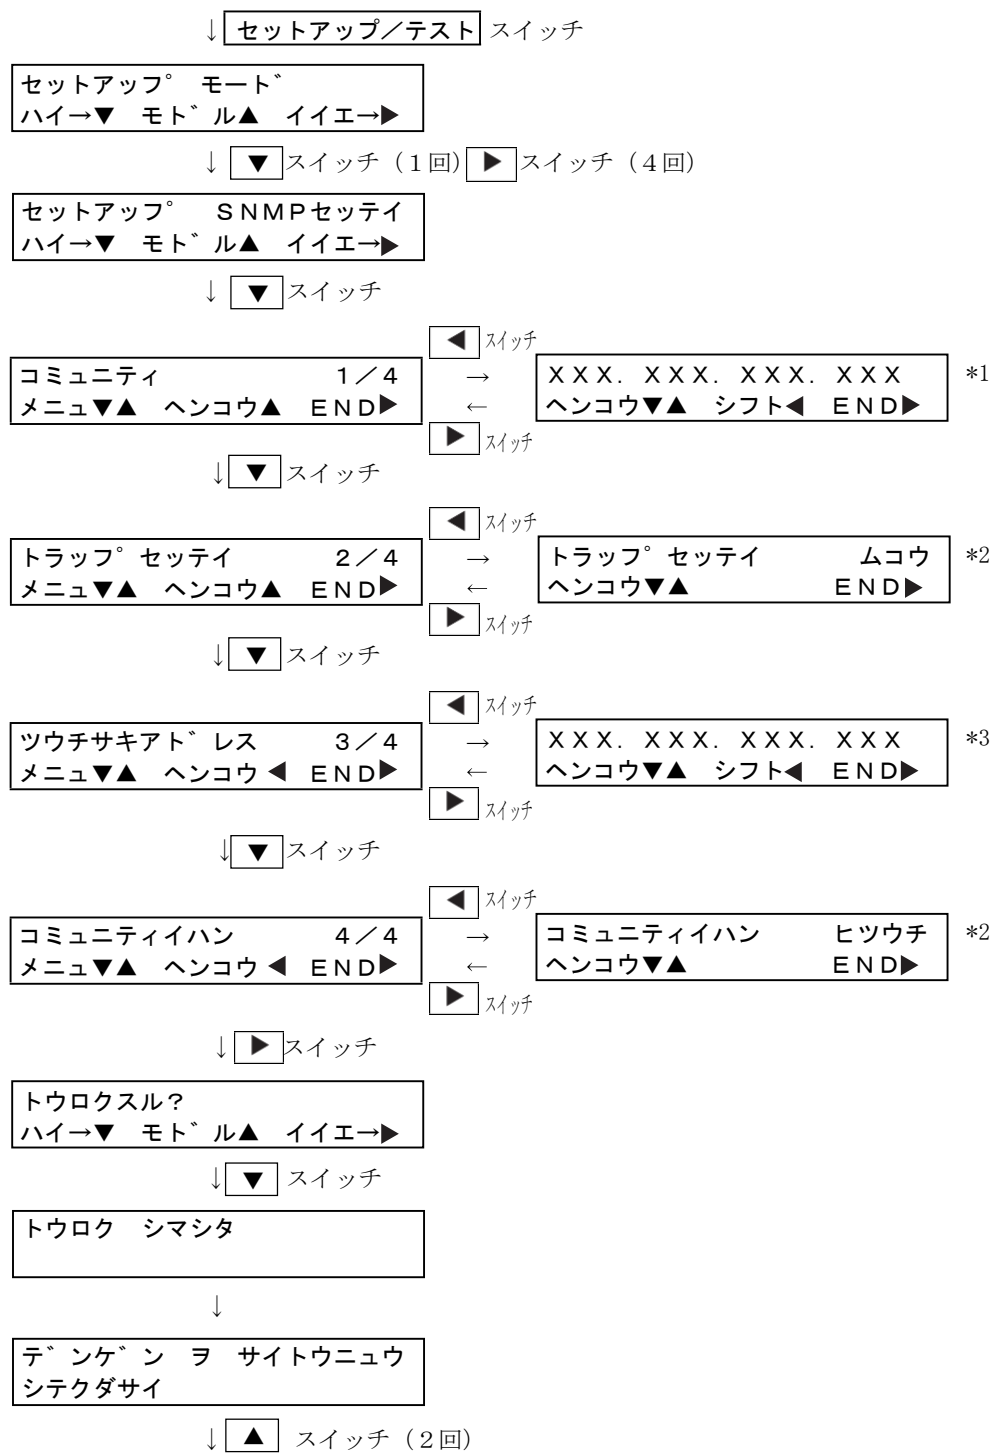 ↓ セットアップ／テスト スイッチ
セットアップ゜ モード゛
ハイ→▼ モド゛ル▲ イイエ→▶
↓ ▼ スイッチ（１回） ▶ スイッチ（４回）
セットアップ゜ ＳＮＭＰセッテイ
ハイ→▼ モド゛ル▲ イイエ→▶
↓ ▼ スイッチ
◀ スイッチ
コミュニティ １／４ → ＸＸＸ．ＸＸＸ．ＸＸＸ．ＸＸＸ *1
メニュ▼▲ ヘンコウ▲ ＥＮＤ▶ ← ヘンコウ▼▲ シフト◀ ＥＮＤ▶
▶ スイッチ
↓ ▼ スイッチ
◀ スイッチ
トラップ゜セッテイ ２／４ → トラップ゜セッテイ ムコウ *2
メニュ▼▲ ヘンコウ▲ ＥＮＤ▶ ← ヘンコウ▼▲ ＥＮＤ▶
▶ スイッチ
↓ ▼ スイッチ
◀ スイッチ
ツウチサキアド゛レス ３／４ → ＸＸＸ．ＸＸＸ．ＸＸＸ．ＸＸＸ *3
メニュ▼▲ ヘンコウ◀ ＥＮＤ▶ ← ヘンコウ▼▲ シフト◀ ＥＮＤ▶
▶ スイッチ
↓ ▼ スイッチ
◀ スイッチ
コミュニティイハン ４／４ → コミュニティイハン ヒツウチ *2
メニュ▼▲ ヘンコウ◀ ＥＮＤ▶ ← ヘンコウ▼▲ ＥＮＤ▶
▶ スイッチ
↓ ▶ スイッチ
トウロクスル？
ハイ→▼ モド゛ル▲ イイエ→▶
↓ ▼ スイッチ
トウロク シマシタ
↓
デ゛ンゲ゛ン ヲ サイトウニュウ
シテクダサイ
↓ ▲ スイッチ（２回）